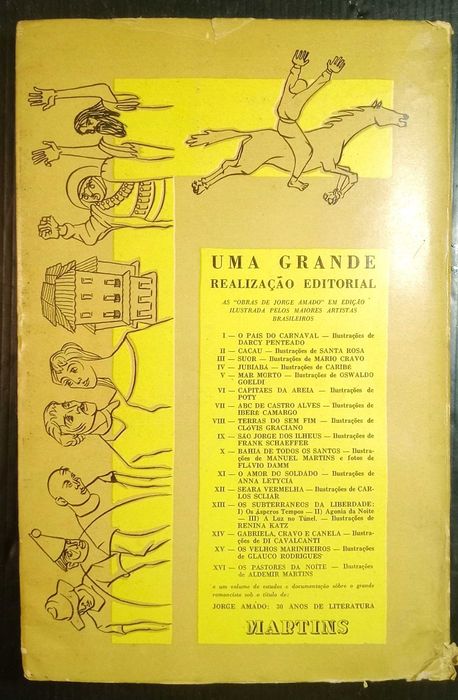 UMA GRANDE
REALIZAÇÃO EDITORIAL
AS "OBRAS DE JORGE AMADO" EM EDIÇÃO
ILUSTRADA PELOS MAIORES ARTISTAS
BRASILEIROS
I — O PAÍS DO CARNAVAL — Ilustrações de
DARCY PENTEADO
II — CACAU — Ilustrações de SANTA ROSA
III — SUOR — Ilustrações de MARIO CRAVO
IV — JUBIABÁ — Ilustrações de CARIBÉ
V — MAR MORTO — Ilustrações de OSWALDO
GOELDI
VI — CAPITÃES DA AREIA — Ilustrações de
POTY
VII — ABC DE CASTRO ALVES — Ilustrações de
IBERÊ CAMARGO
VIII — TERRAS DO SEM FIM — Ilustrações de
CLÓVIS GRACIANO
IX — SÃO JORGE DOS ILHEUS — Ilustrações de
FRANK SCHAEFFER
X — BAHIA DE TODOS OS SANTOS — Ilustra-
ções de MANUEL MARTINS e fotos de
FLÁVIO DAMM
XI — O AMOR DO SOLDADO — Ilustrações de
ANNA LETYCIA
XII — SEARA VERMELHA — Ilustrações de CAR-
LOS SCLIAR
XIII — OS SUBTERRANEOS DA LIBERDADE:
I) Os Ásperos Tempos — II) Agonia da Noite
— III) A Luz no Túnel. — Ilustrações de
RENINA KATZ
XIV — GABRIELA, CRAVO E CANELA — Ilustra-
ções de DI CAVALCANTI
XV — OS VELHOS MARINHEIROS — Ilustrações
de GLAUCO RODRIGUES
XVI — OS PASTORES DA NOITE — Ilustrações
de ALDEMIR MARTINS
e um volume de estudos e documentação sôbre o grande
romancista sob o título de:
JORGE AMADO: 30 ANOS DE LITERATURA
MARTINS